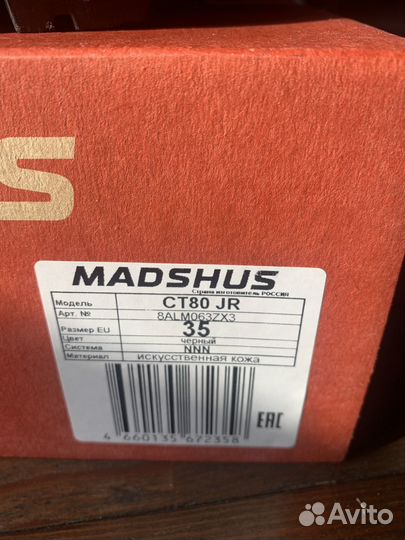 S
MADSHUS
Страна изготовитель РОССИЯ
Модель CT80 JR
Арт. № 8ALM063ZX3
Размер EU 35
Цвет черный
Система NNN
Материал искусственная кожа
4 660135 672358
EAC
Avito